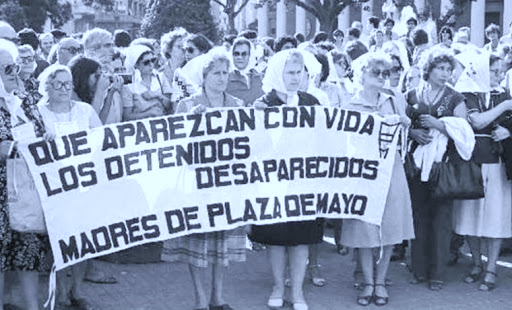 QUE APAREZCAN CON VIDA
LOS DETENIDOS
DESAPARECIDOS
MADRES DE PLAZA DE MAYO